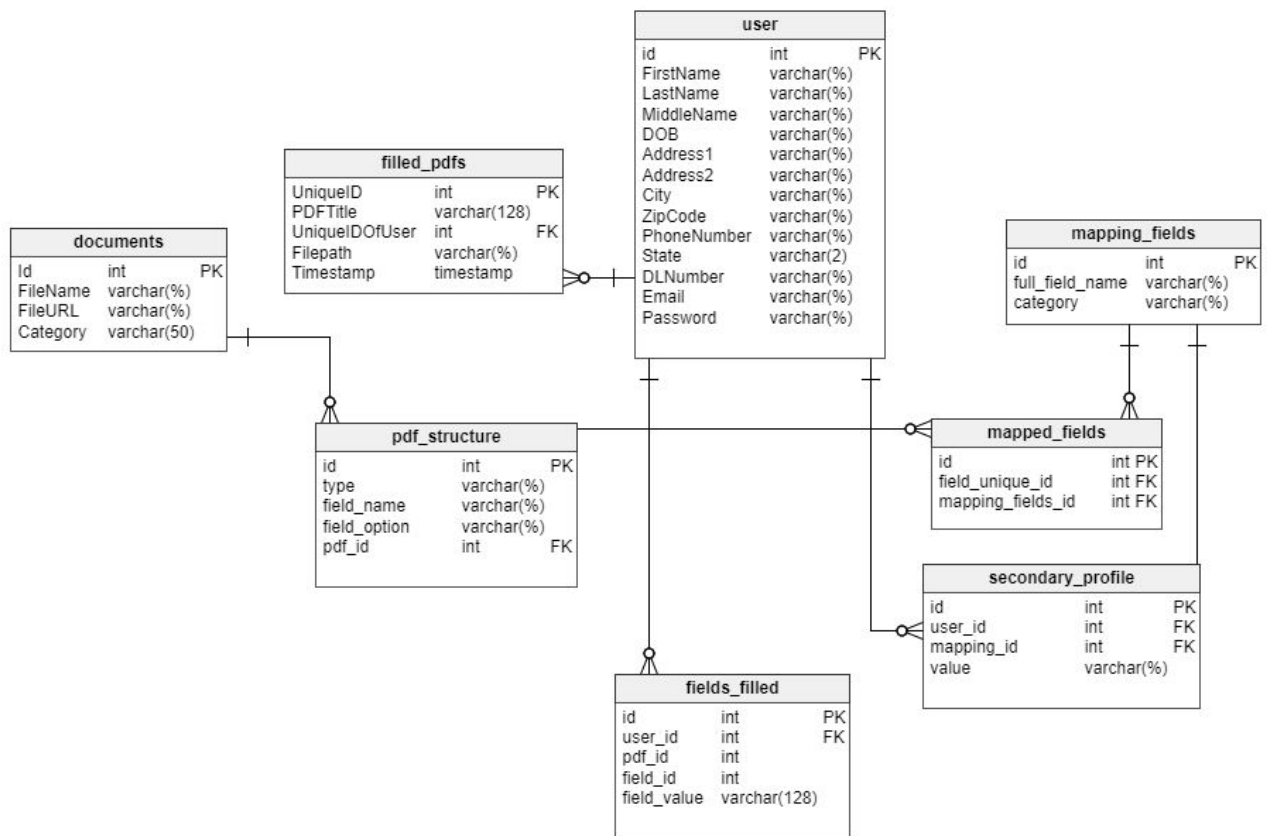 user
id int PK
FirstName varchar(%)
LastName varchar(%)
MiddleName varchar(%)
DOB varchar(%)
Address1 varchar(%)
Address2 varchar(%)
City varchar(%)
ZipCode varchar(%)
PhoneNumber varchar(%)
State varchar(2)
DLNumber varchar(%)
Email varchar(%)
Password varchar(%)
filled_pdfs
UniqueID int PK
PDFTitle varchar(128)
UniqueIDOfUser int FK
Filepath varchar(%)
Timestamp timestamp
documents
Id int PK
FileName varchar(%)
FileURL varchar(%)
Category varchar(50)
mapping_fields
id int PK
full_field_name varchar(%)
category varchar(%)
pdf_structure
id int PK
type varchar(%)
field_name varchar(%)
field_option varchar(%)
pdf_id int FK
mapped_fields
id int PK
field_unique_id int FK
mapping_fields_id int FK
secondary_profile
id int PK
user_id int FK
mapping_id int FK
value varchar(%)
fields_filled
id int PK
user_id int FK
pdf_id int
field_id int
field_value varchar(128)